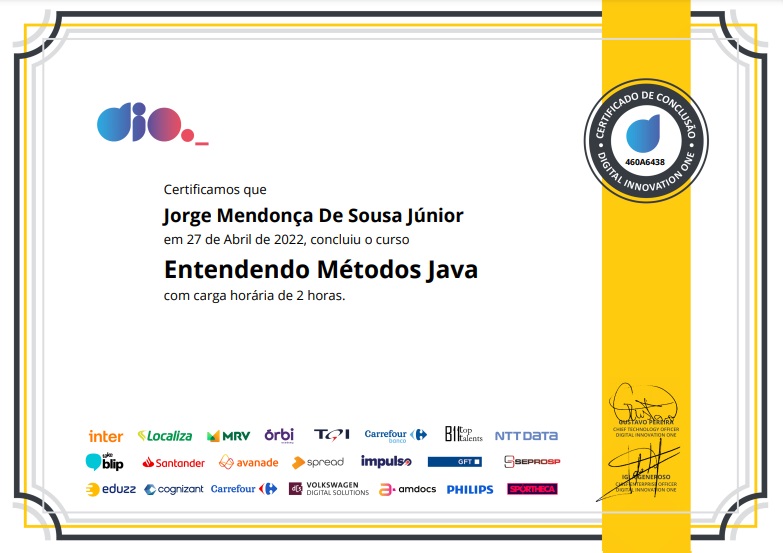 dio._
CERTIFICADO DE CONCLUSÃO
460A6438
DIGITAL INNOVATION ONE
Certificamos que
Jorge Mendonça De Sousa Júnior
em 27 de Abril de 2022, concluiu o curso
Entendendo Métodos Java
com carga horária de 2 horas.
GUSTAVO PEREIRA
CHIEF TECHNOLOGY OFFICER
DIGITAL INNOVATION ONE
inter Localiza MRV órbi TQI Carrefour banco BIt top talents NTT DATA
take blip Santander avanade spread impulso GFT SEPROSP
eduzz cognizant Carrefour VOLKSWAGEN DIGITAL SOLUTIONS amdocs PHILIPS SPORTHECA
GENEROSO
OFFICER
DIGITAL INNOVATION ONE